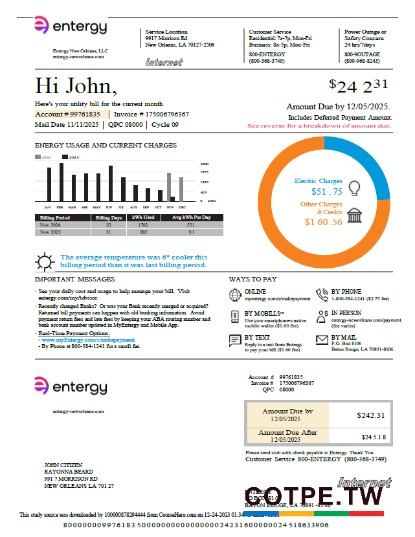 entergy
Entergy New Orleans, LLC
entergy-neworleans.com
Service Location
9917 Morrison Rd
New Orleans, LA 70127-2306
Internet
Customer Service
Residential: 7a-7p, Mon-Fri
Business: 8a-5p, Mon-Fri
800-ENTERGY
(800-368-3749)
Power Outage or
Safety Concern
24 hrs/7days
800-9OUTAGE
(800-968-8243)
Hi John,
Here's your utility bill for the current month
Account # 99761835 | Invoice # 175006796367
Mail Date 11/11/2025 | QPC 08000 | Cycle 09
$24 2 31
Amount Due by 12/05/2025.
Includes Deferred Payment Amount.
See reverse for a breakdown of amount due.
ENERGY USAGE AND CURRENT CHARGES
Billing Period Billing Days kWh Used Avg kWh Per Day
Nov 2024 32
Nov 2025 31 282 9.1
The average temperature was 6° cooler this
billing period than it was last billing period.
Electric Charges
$51.75
Other Charges
& Credits
$1 60.56
IMPORTANT MESSAGES
- See your daily cost and usage to help manage your bill. Visit
entergy.com/myAdvisor.
Recently changed Banks? Or was your Bank recently merged or acquired?
Returned bill payments can happen with old banking information. Avoid
payment return fees and late fees by keeping your ABA routing number and
bank account number updated in MyEntergy and Mobile App.
- Real-Time Payment Options:
- www.myEntergy.com/s/makepayment.
- By Phone at 800-584-1241 for a small fee.
WAYS TO PAY
ONLINE
myentergy.com/s/makepayment
BY MOBILE
Use your smartphones native
mobile wallet ($1.60 fee)
BY TEXT
Reply to a text from Entergy
to pay your bill ($1.60 fee)
BY PHONE
1-800-584-1241 ($2.75 fee)
IN PERSON
entergy-neworleans.com/payment
(fee varies)
BY MAIL
P.O. Box 8106
Baton Rouge, LA 70891-8106
entergy
entergy-neworleans.com
Account # 99761835
Invoice # 175006796367
QPC 08000
Amount Due by
12/05/2025
$242.31
Amount Due After
12/05/2025
$24 5.1 8
Please send stub with check payable to Entergy. Thank You
Customer Service 800-ENTERGY (800-368-3749)
JOHN CITIZEN
RAYONNA BEARD
991 7 MORRISON RD
NEW ORLEANS LA 701 27
Internet
COTPE.TW
BATON ROUGE, LA 70891-81
This study source was downloaded by 100000878294444 from CourseHero.com on 12-24-2023 01:34